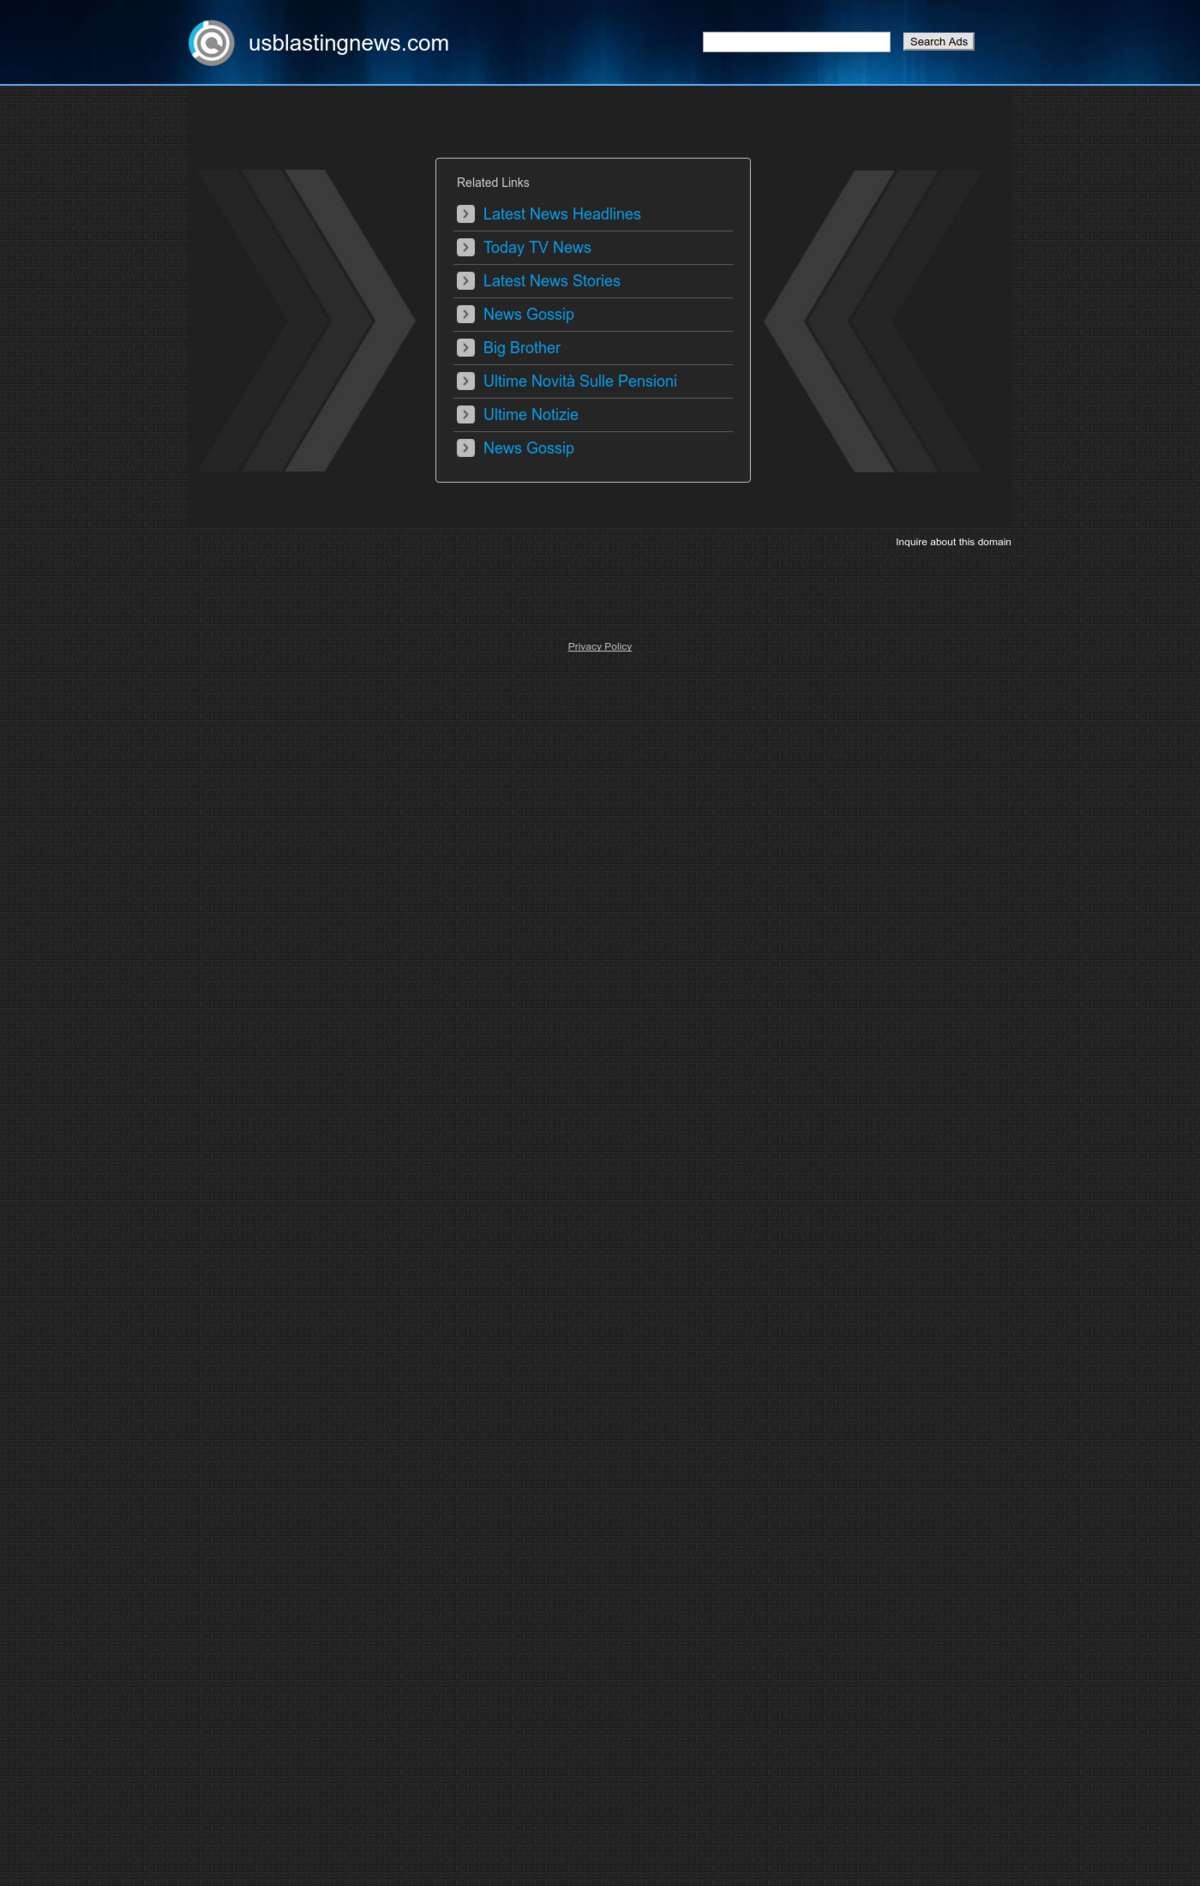 usblastingnews.com
Search Ads
Related Links
Latest News Headlines
Today TV News
Latest News Stories
News Gossip
Big Brother
Ultime Novità Sulle Pensioni
Ultime Notizie
News Gossip
Inquire about this domain
Privacy Policy